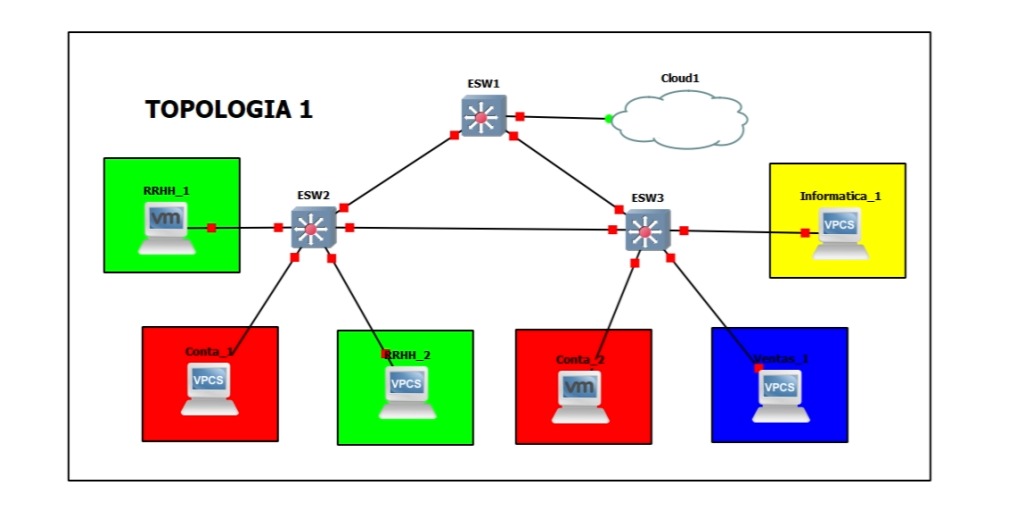 ESW1
Cloud1
TOPOLOGIA 1
RRHH_1
vm
ESW2
ESW3
Informatica_1
VPCS
Conta_1
VPCS
RRHH_2
VPCS
Conta_2
vm
Ventas_1
VPCS